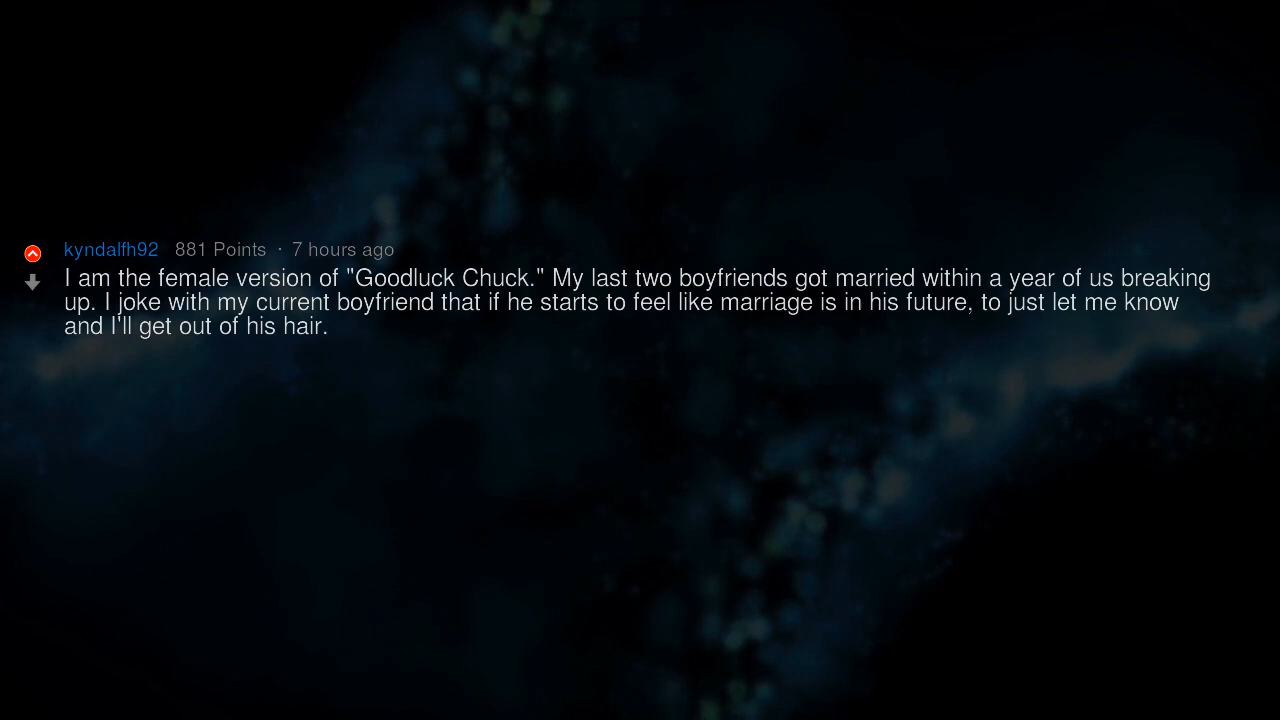 kyndalfh92 881 Points · 7 hours ago
I am the female version of "Goodluck Chuck." My last two boyfriends got married within a year of us breaking
up. I joke with my current boyfriend that if he starts to feel like marriage is in his future, to just let me know
and I'll get out of his hair.